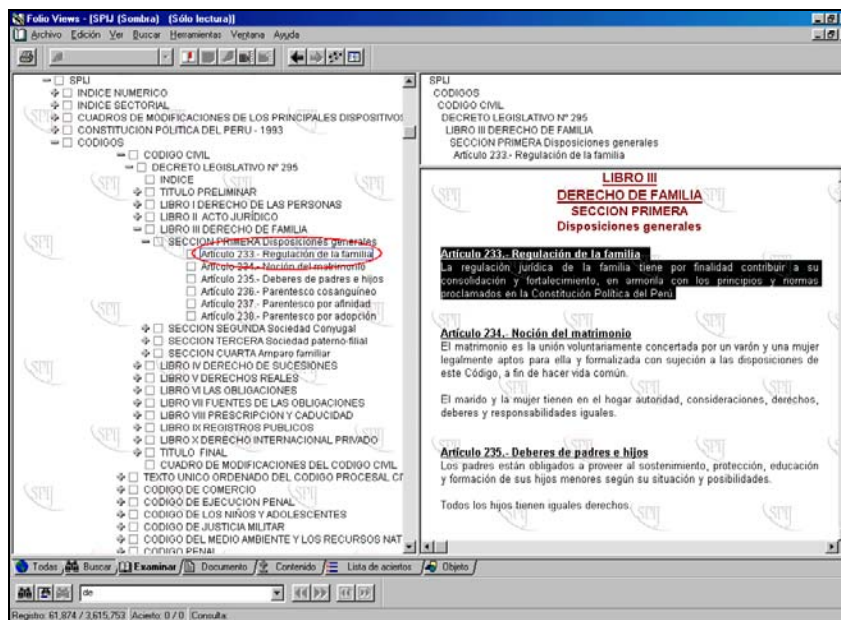 Folio Views - [SPIJ (Sombra) (Sólo lectura)]
Archivo Edición Ver Buscar Herramientas Ventana Ayuda
SPIJ
INDICE NUMERICO
INDICE SECTORIAL
CUADROS DE MODIFICACIONES DE LOS PRINCIPALES DISPOSITIVO
CONSTITUCION POLITICA DEL PERU - 1993
CODIGOS
CODIGO CIVIL
DECRETO LEGISLATIVO Nº 295
INDICE
TITULO PRELIMINAR
LIBRO I DERECHO DE LAS PERSONAS
LIBRO II ACTO JURÍDICO
LIBRO III DERECHO DE FAMILIA
SECCION PRIMERA Disposiciones generales
Artículo 233.- Regulación de la familia
Artículo 234.- Noción del matrimonio
Artículo 235.- Deberes de padres e hijos
Artículo 236.- Parentesco cosanguíneo
Artículo 237.- Parentesco por afinidad
Artículo 238.- Parentesco por adopción
SECCION SEGUNDA Sociedad Conyugal
SECCION TERCERA Sociedad paterno-filial
SECCION CUARTA Amparo familiar
LIBRO IV DERECHO DE SUCESIONES
LIBRO V DERECHOS REALES
LIBRO VI LAS OBLIGACIONES
LIBRO VII FUENTES DE LAS OBLIGACIONES
LIBRO VIII PRESCRIPCION Y CADUCIDAD
LIBRO IX REGISTROS PUBLICOS
LIBRO X DERECHO INTERNACIONAL PRIVADO
TITULO FINAL
CUADRO DE MODIFICACIONES DEL CODIGO CIVIL
TEXTO UNICO ORDENADO DEL CODIGO PROCESAL CI
CODIGO DE COMERCIO
CODIGO DE EJECUCION PENAL
CODIGO DE LOS NIÑOS Y ADOLESCENTES
CODIGO DE JUSTICIA MILITAR
CODIGO DEL MEDIO AMBIENTE Y LOS RECURSOS NAT
CODIGO PENAL
SPIJ
CODIGOS
CODIGO CIVIL
DECRETO LEGISLATIVO Nº 295
LIBRO III DERECHO DE FAMILIA
SECCION PRIMERA Disposiciones generales
Artículo 233.- Regulación de la familia
LIBRO III
DERECHO DE FAMILIA
SECCION PRIMERA
Disposiciones generales
Artículo 233.- Regulación de la familia
La regulación jurídica de la familia tiene por finalidad contribuir a su
consolidación y fortalecimiento, en armonía con los principios y normas
proclamados en la Constitución Política del Perú.
Artículo 234.- Noción del matrimonio
El matrimonio es la unión voluntariamente concertada por un varón y una mujer
legalmente aptos para ella y formalizada con sujeción a las disposiciones de
este Código, a fin de hacer vida común.
El marido y la mujer tienen en el hogar autoridad, consideraciones, derechos,
deberes y responsabilidades iguales.
Artículo 235.- Deberes de padres e hijos
Los padres están obligados a proveer al sostenimiento, protección, educación
y formación de sus hijos menores según su situación y posibilidades.
Todos los hijos tienen iguales derechos.
Todas Buscar Examinar Documento Contenido Lista de aciertos Objeto
de
Registro: 61,874 / 3,615,753 Acierto: 0 / 0 Consulta: